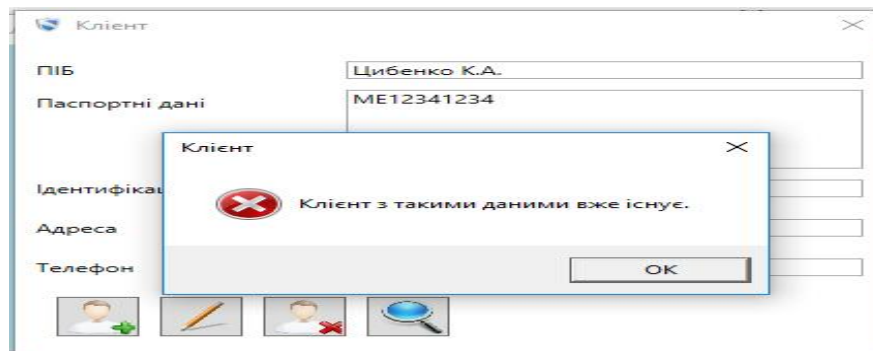 Клієнт
ПІБ
Цибенко К.А.
Паспортні дані
МЕ12341234
Клієнт
Клієнт з такими даними вже існує.
Адреса
Телефон
ОК